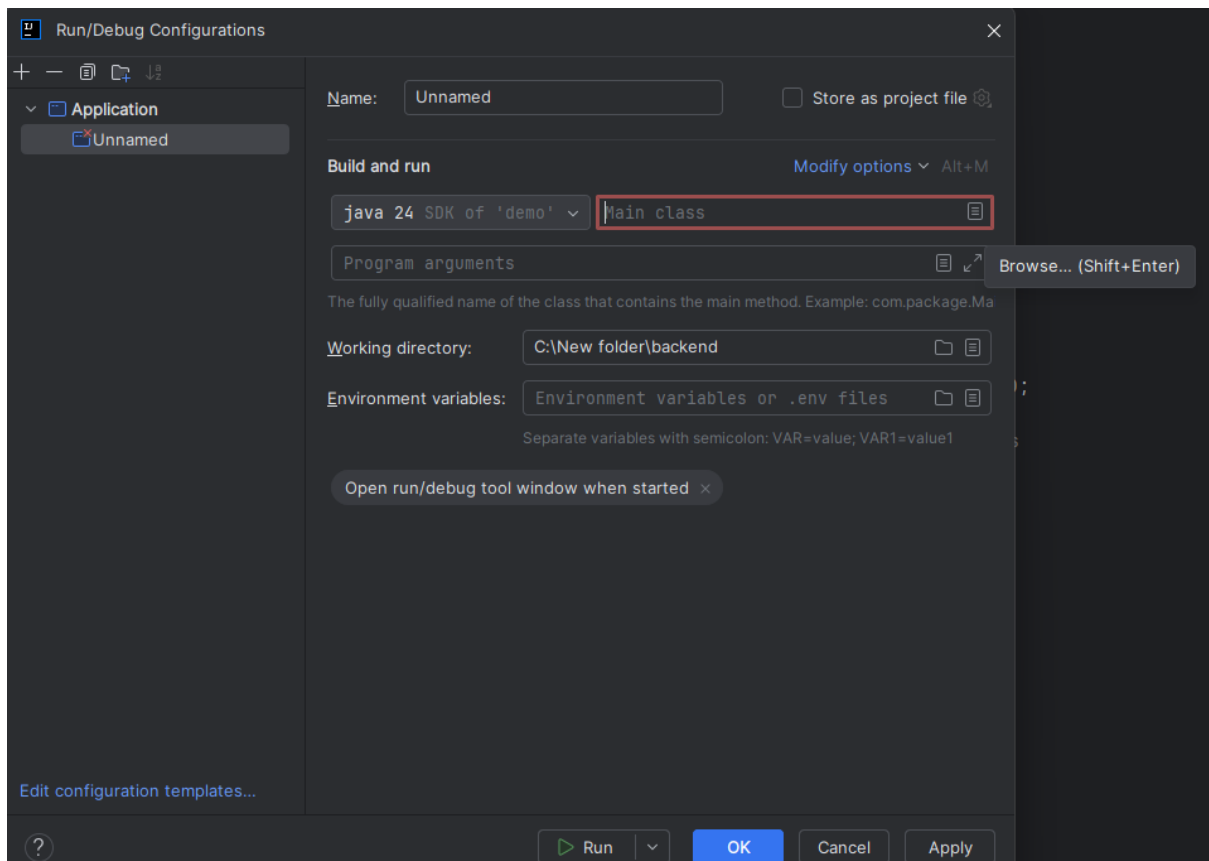 Run/Debug Configurations
Application
Unnamed
Name: Unnamed Store as project file
Build and run Modify options Alt+M
java 24 SDK of 'demo' Main class
Program arguments
Browse... (Shift+Enter)
The fully qualified name of the class that contains the main method. Example: com.package.Ma
Working directory: C:\New folder\backend
Environment variables: Environment variables or .env files
);
Separate variables with semicolon: VAR=value; VAR1=value1
s
Open run/debug tool window when started
Edit configuration templates...
? Run OK Cancel Apply